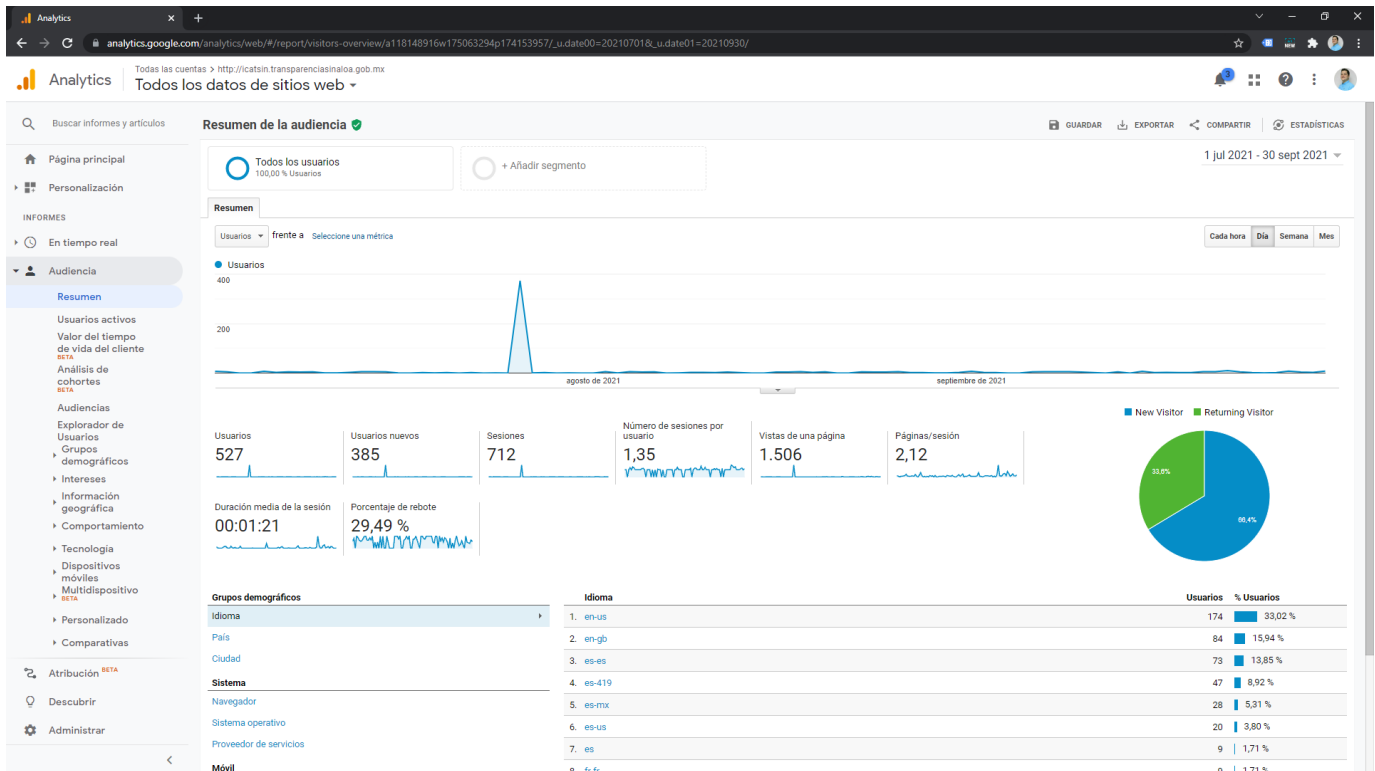 Analytics
analytics.google.com/analytics/web/#/report/visitors-overview/a118148916w175063294p174153957/_u.date00=20210701&_u.date01=20210930/
NEW
Analytics
Todas las cuentas > http://icatsin.transparenciasinaloa.gob.mx
Todos los datos de sitios web
3
Buscar informes y artículos
Página principal
Personalización
INFORMES
En tiempo real
Audiencia
Resumen
Usuarios activos
Valor del tiempo
de vida del cliente
BETA
Análisis de
cohortes
BETA
Audiencias
Explorador de
Usuarios
Grupos
demográficos
Intereses
Información
geográfica
Comportamiento
Tecnología
Dispositivos
móviles
Multidispositivo
BETA
Personalizado
Comparativas
Atribución BETA
Descubrir
Administrar
Resumen de la audiencia
GUARDAR
EXPORTAR
COMPARTIR
ESTADÍSTICAS
Todos los usuarios
100,00 % Usuarios
+ Añadir segmento
1 jul 2021 - 30 sept 2021
Resumen
Usuarios frente a Seleccione una métrica
Cada hora Día Semana Mes
Usuarios
400
200
agosto de 2021
septiembre de 2021
New Visitor Returning Visitor
33,6%
66,4%
Usuarios
527
Usuarios nuevos
385
Sesiones
712
Número de sesiones por
usuario
1,35
Vistas de una página
1.506
Páginas/sesión
2,12
Duración media de la sesión
00:01:21
Porcentaje de rebote
29,49 %
Grupos demográficos
Idioma
País
Ciudad
Sistema
Navegador
Sistema operativo
Proveedor de servicios
Móvil
Idioma Usuarios % Usuarios
1. en-us 174 33,02 %
2. en-gb 84 15,94 %
3. es-es 73 13,85 %
4. es-419 47 8,92 %
5. es-mx 28 5,31 %
6. es-us 20 3,80 %
7. es 9 1,71 %
8. fr-fr 9 1,71 %